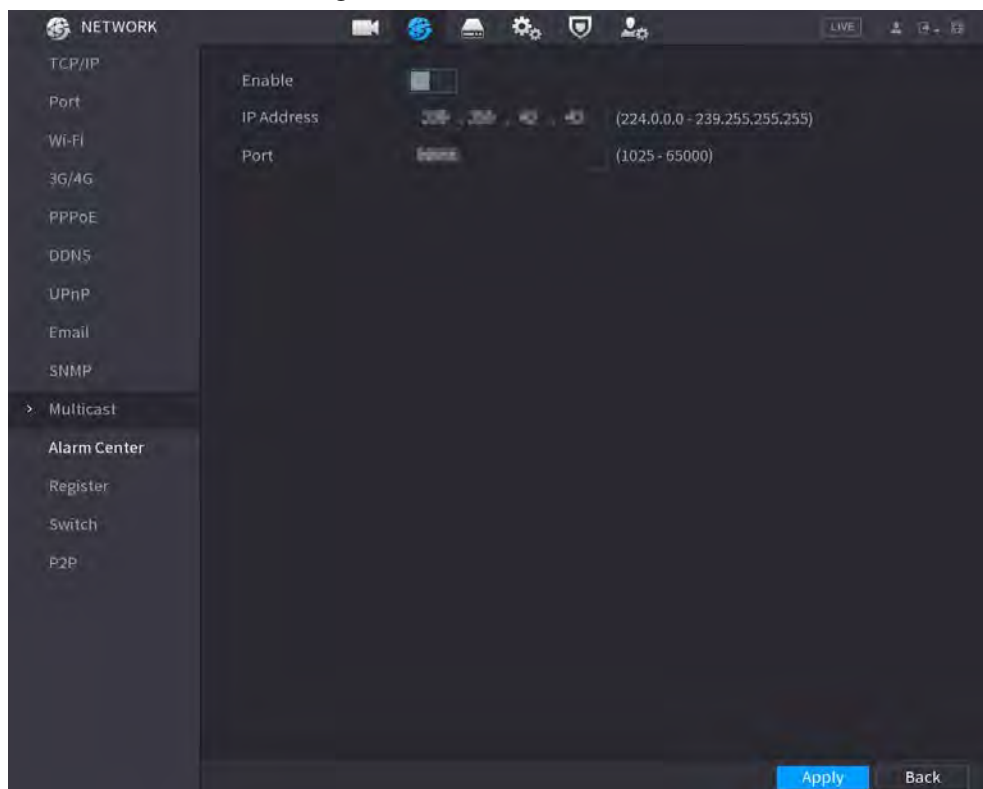 NETWORK
LIVE
TCP/IP
Port
Wi-Fi
3G/4G
PPPoE
DDNS
UPnP
Email
SNMP
Multicast
Alarm Center
Register
Switch
P2P
Enable
IP Address (224.0.0.0 - 239.255.255.255)
Port (1025 - 65000)
Apply Back